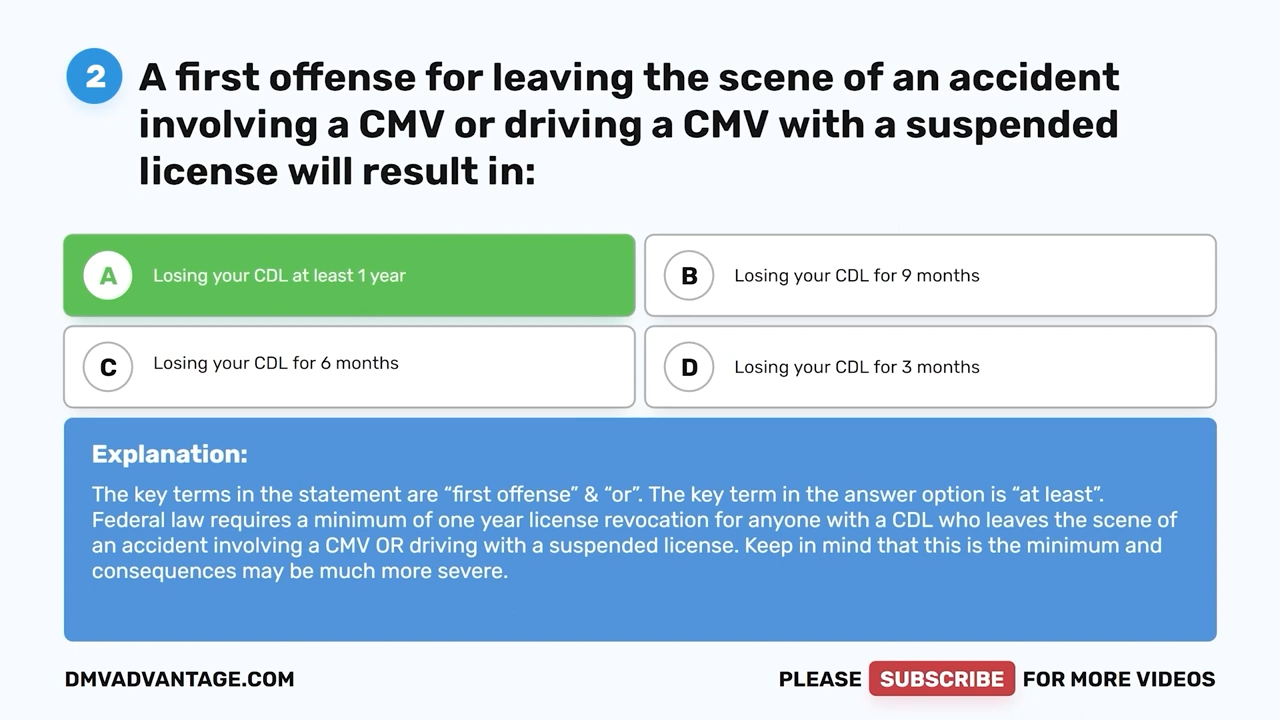 2
A first offense for leaving the scene of an accident
involving a CMV or driving a CMV with a suspended
license will result in:
A Losing your CDL at least 1 year
B Losing your CDL for 9 months
C Losing your CDL for 6 months
D Losing your CDL for 3 months
Explanation:
The key terms in the statement are “first offense” & “or”. The key term in the answer option is “at least”.
Federal law requires a minimum of one year license revocation for anyone with a CDL who leaves the scene of
an accident involving a CMV OR driving with a suspended license. Keep in mind that this is the minimum and
consequences may be much more severe.
DMVADVANTAGE.COM
PLEASE SUBSCRIBE FOR MORE VIDEOS